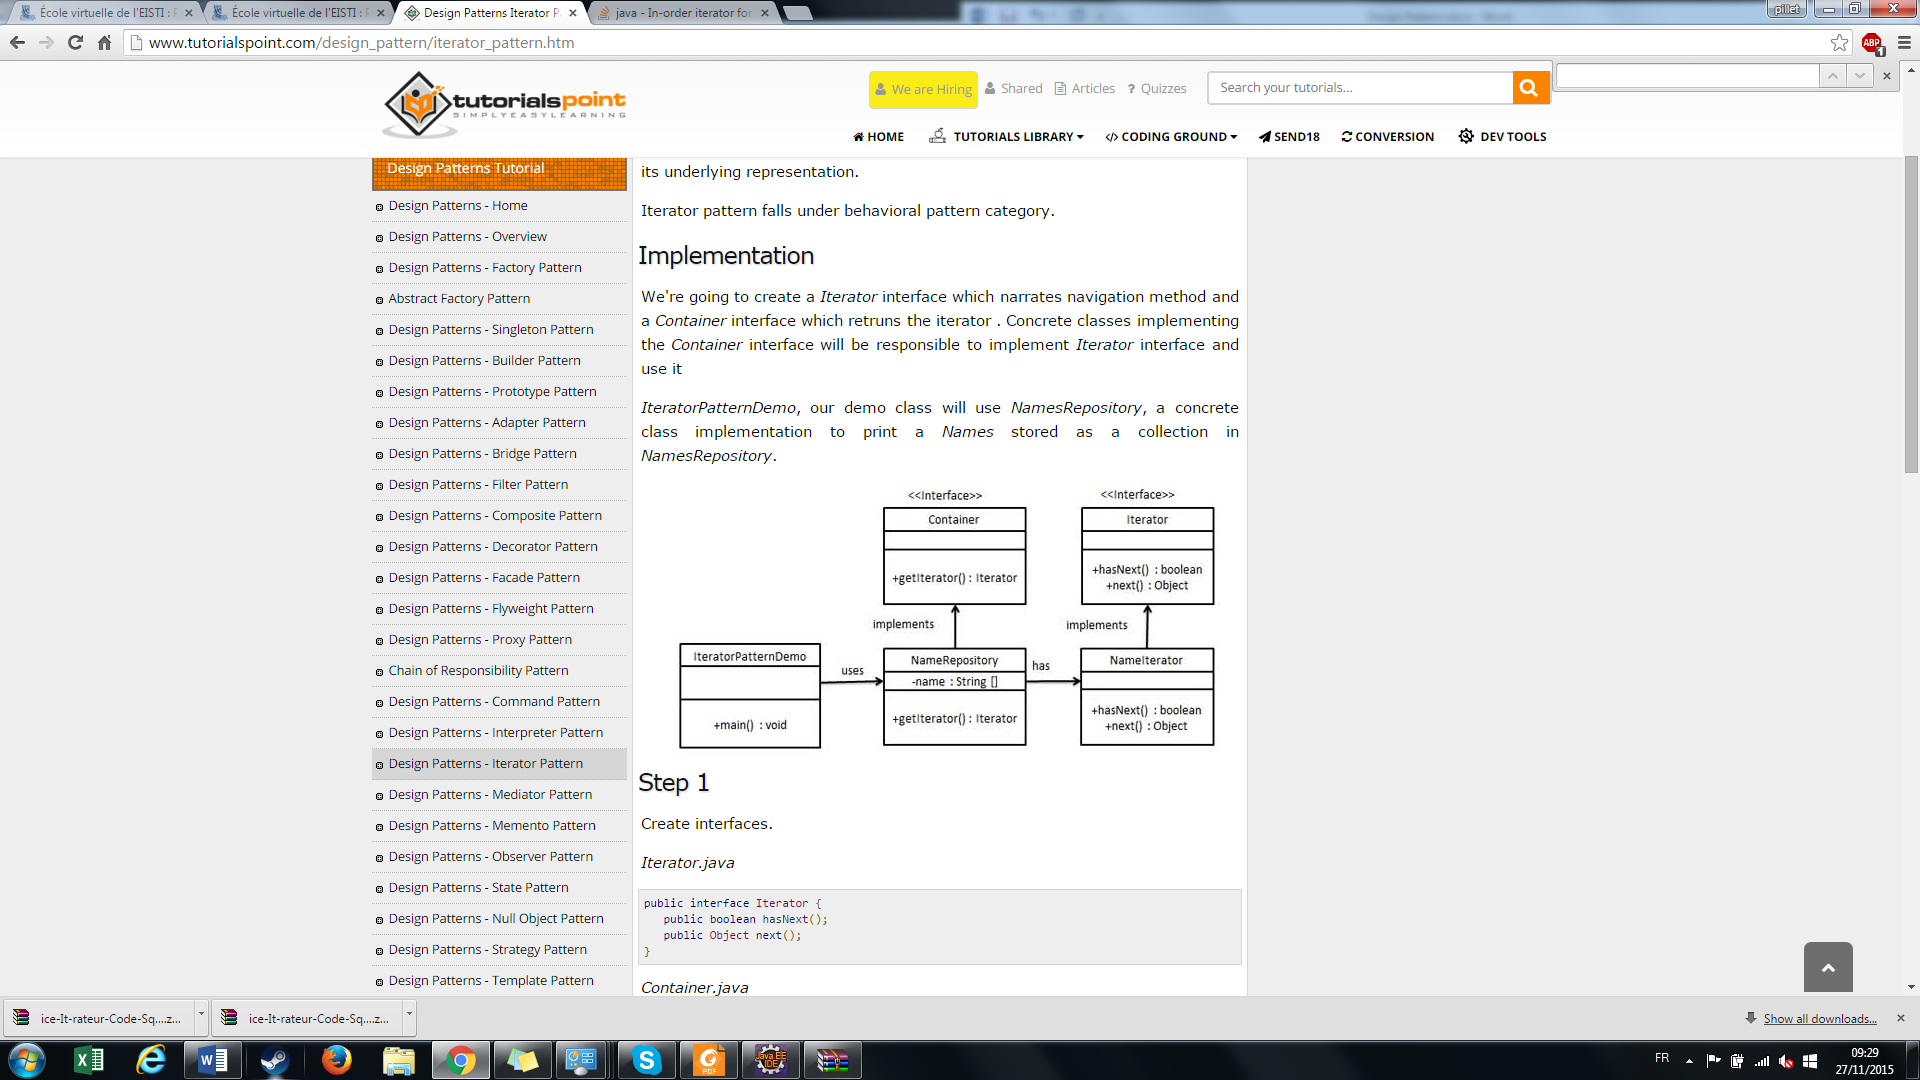 École virtuelle de l'EISTI :
École virtuelle de l'EISTI :
Design Patterns Iterator P
java - In-order iterator for
pillet
www.tutorialspoint.com/design_pattern/iterator_pattern.htm
ABP
1
tutorialspoint
SIMPLYEASYLEARNING
We are Hiring
Shared
Articles
? Quizzes
Search your tutorials...
HOME
TUTORIALS LIBRARY
</> CODING GROUND
SEND18
CONVERSION
DEV TOOLS
Design Patterns Tutorial
Design Patterns - Home
Design Patterns - Overview
Design Patterns - Factory Pattern
Abstract Factory Pattern
Design Patterns - Singleton Pattern
Design Patterns - Builder Pattern
Design Patterns - Prototype Pattern
Design Patterns - Adapter Pattern
Design Patterns - Bridge Pattern
Design Patterns - Filter Pattern
Design Patterns - Composite Pattern
Design Patterns - Decorator Pattern
Design Patterns - Facade Pattern
Design Patterns - Flyweight Pattern
Design Patterns - Proxy Pattern
Chain of Responsibility Pattern
Design Patterns - Command Pattern
Design Patterns - Interpreter Pattern
Design Patterns - Iterator Pattern
Design Patterns - Mediator Pattern
Design Patterns - Memento Pattern
Design Patterns - Observer Pattern
Design Patterns - State Pattern
Design Patterns - Null Object Pattern
Design Patterns - Strategy Pattern
Design Patterns - Template Pattern
its underlying representation.
Iterator pattern falls under behavioral pattern category.
Implementation
We're going to create a Iterator interface which narrates navigation method and
a Container interface which retruns the iterator . Concrete classes implementing
the Container interface will be responsible to implement Iterator interface and
use it
IteratorPatternDemo, our demo class will use NamesRepository, a concrete
class implementation to print a Names stored as a collection in
NamesRepository.
<<Interface>>
Container
+getIterator() : Iterator
<<Interface>>
Iterator
+hasNext() : boolean
+next() : Object
implements
implements
IteratorPatternDemo
+main() : void
uses
NameRepository
-name : String []
+getIterator() : Iterator
has
NameIterator
+hasNext() : boolean
+next() : Object
Step 1
Create interfaces.
Iterator.java
public interface Iterator {
public boolean hasNext();
public Object next();
}
Container.java
ice-It-rateur-Code-Sq....z...
ice-It-rateur-Code-Sq....z...
Show all downloads...
PDF
Java EE
IDE
FR
09:29
27/11/2015